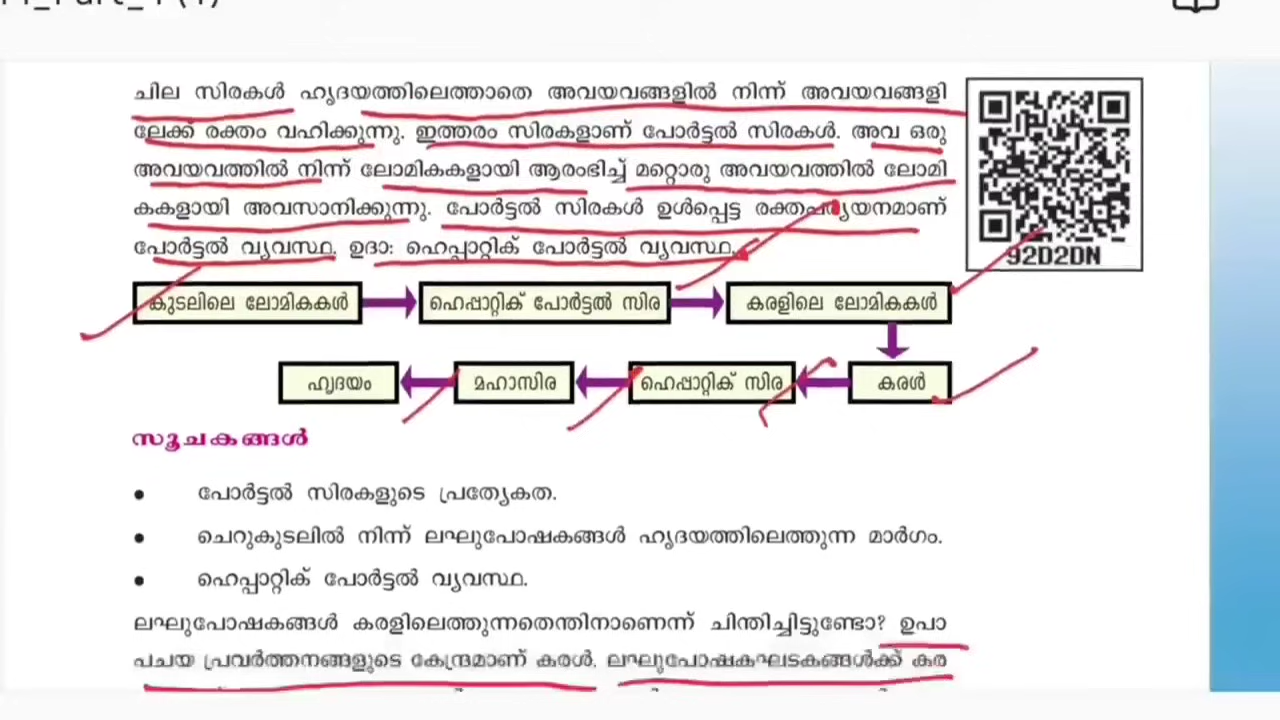 ചില സിരകൾ ഹൃദയത്തിലെത്താതെ അവയവങ്ങളിൽ നിന്ന് അവയവങ്ങളി
ലേക്ക് രക്തം വഹിക്കുന്നു. ഇത്തരം സിരകളാണ് പോർട്ടൽ സിരകൾ. അവ ഒരു
അവയവത്തിൽ നിന്ന് ലോമികകളായി ആരംഭിച്ച് മറ്റൊരു അവയവത്തിൽ ലോമി
കകളായി അവസാനിക്കുന്നു. പോർട്ടൽ സിരകൾ ഉൾപ്പെട്ട രക്തപര്യയനമാണ്
പോർട്ടൽ വ്യവസ്ഥ. ഉദാ: ഹെപ്പാറ്റിക് പോർട്ടൽ വ്യവസ്ഥ.
92D2DN
കുടലിലെ ലോമികകൾ
ഹെപ്പാറ്റിക് പോർട്ടൽ സിര
കരളിലെ ലോമികകൾ
കരൾ
ഹെപ്പാറ്റിക് സിര
മഹാസിര
ഹൃദയം
സൂചകങ്ങൾ
• പോർട്ടൽ സിരകളുടെ പ്രത്യേകത.
• ചെറുകുടലിൽ നിന്ന് ലഘുപോഷകങ്ങൾ ഹൃദയത്തിലെത്തുന്ന മാർഗം.
• ഹെപ്പാറ്റിക് പോർട്ടൽ വ്യവസ്ഥ.
ലഘുപോഷകങ്ങൾ കരളിലെത്തുന്നതെന്തിനാണെന്ന് ചിന്തിച്ചിട്ടുണ്ടോ? ഉപാ
പചയ പ്രവർത്തനങ്ങളുടെ കേന്ദ്രമാണ് കരൾ. ലഘുപോഷകഘടകങ്ങൾക്ക് കര